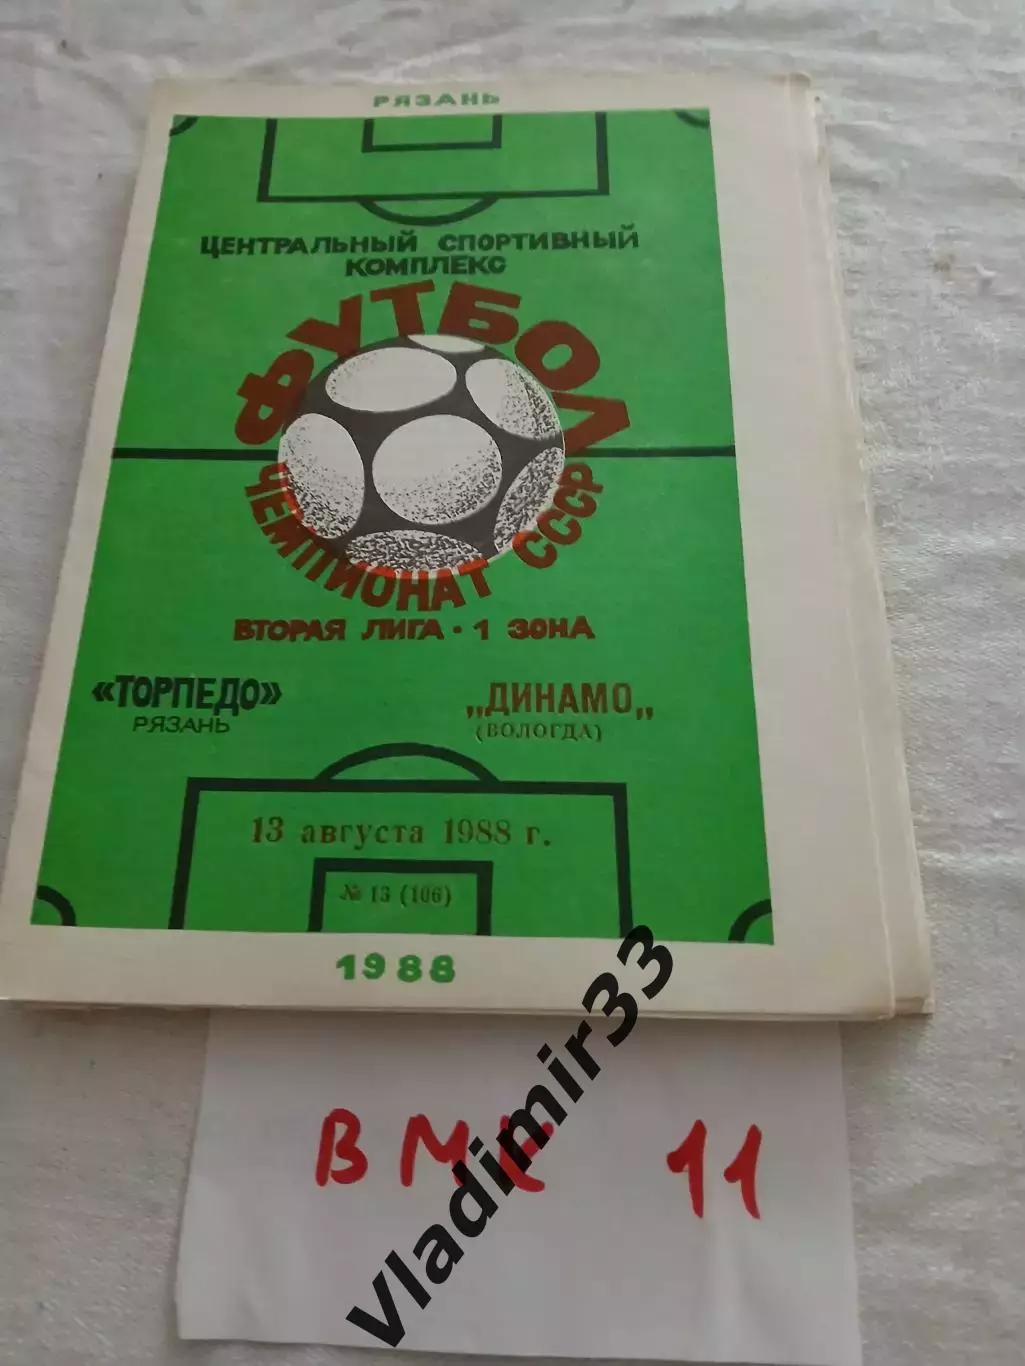 РЯЗАНЬ
ЦЕНТРАЛЬНЫЙ СПОРТИВНЫЙ
КОМПЛЕКС
ФУТБОЛ
ЧЕМПИОНАТ СССР
ВТОРАЯ ЛИГА · 1 ЗОНА
«ТОРПЕДО»
РЯЗАНЬ
„ДИНАМО„
(ВОЛОГДА)
13 августа 1988 г.
№ 13 (106)
1988
ВМК 11
Vladimir33